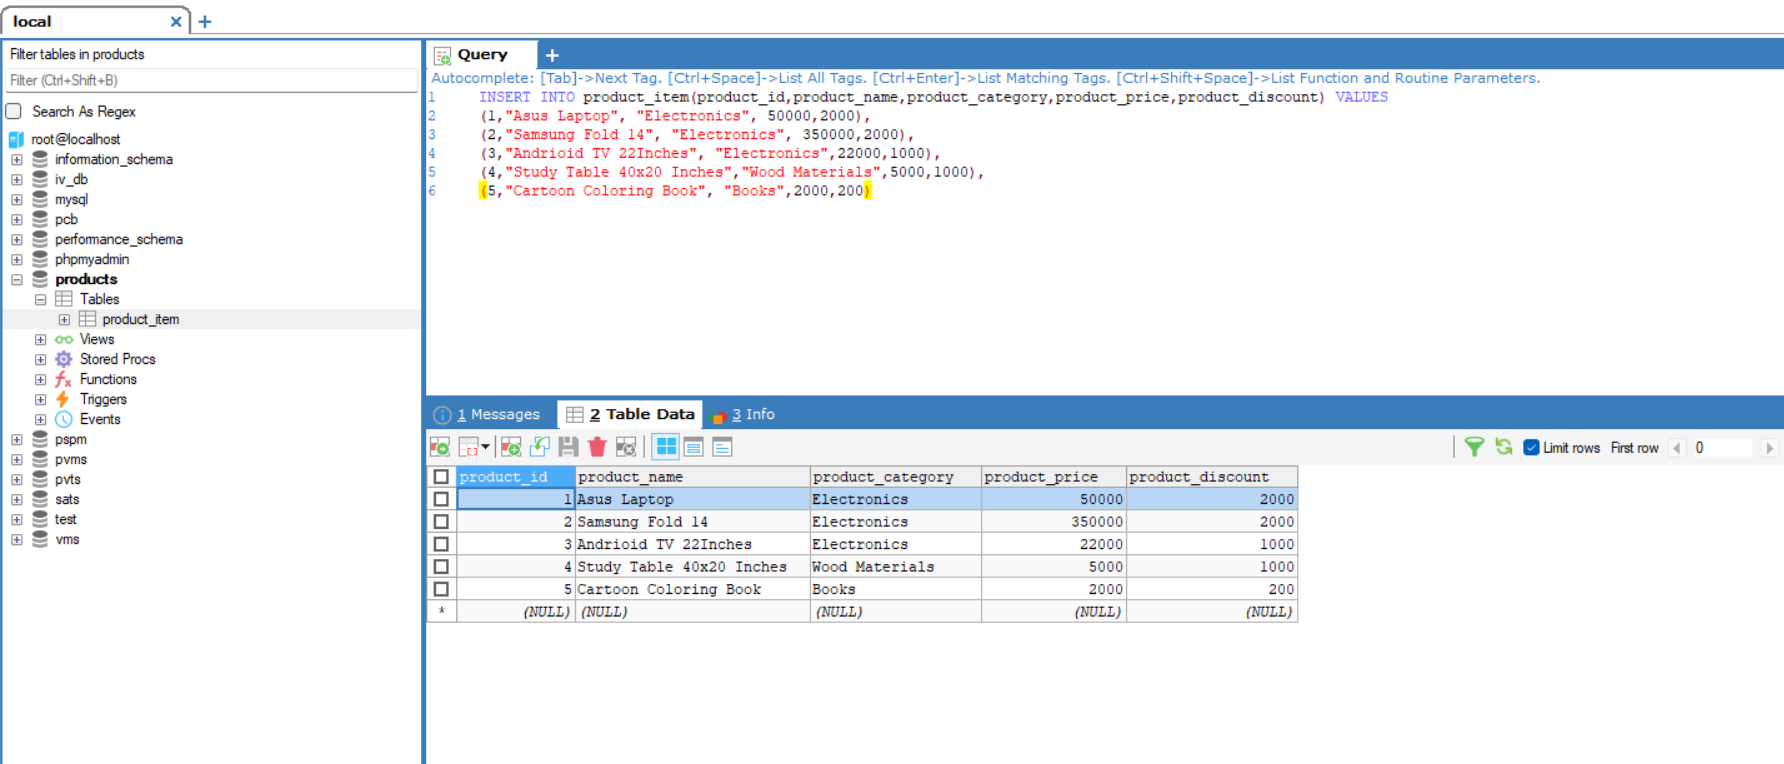 local
Filter tables in products
Filter (Ctrl+Shift+B)
Search As Regex
root@localhost
information_schema
iv_db
mysql
pcb
performance_schema
phpmyadmin
products
Tables
product_item
Views
Stored Procs
Functions
Triggers
Events
pspm
pvms
pvts
sats
test
vms
Query
Autocomplete: [Tab]->Next Tag. [Ctrl+Space]->List All Tags. [Ctrl+Enter]->List Matching Tags. [Ctrl+Shift+Space]->List Function and Routine Parameters.
1 INSERT INTO product_item(product_id,product_name,product_category,product_price,product_discount) VALUES
2 (1,"Asus Laptop", "Electronics", 50000,2000),
3 (2,"Samsung Fold 14", "Electronics", 350000,2000),
4 (3,"Andrioid TV 22Inches", "Electronics",22000,1000),
5 (4,"Study Table 40x20 Inches","Wood Materials",5000,1000),
6 (5,"Cartoon Coloring Book", "Books",2000,200)
1 Messages 2 Table Data 3 Info
Limit rows First row 0
product_id product_name product_category product_price product_discount
1 Asus Laptop Electronics 50000 2000
2 Samsung Fold 14 Electronics 350000 2000
3 Andrioid TV 22Inches Electronics 22000 1000
4 Study Table 40x20 Inches Wood Materials 5000 1000
5 Cartoon Coloring Book Books 2000 200
* (NULL) (NULL) (NULL) (NULL) (NULL)